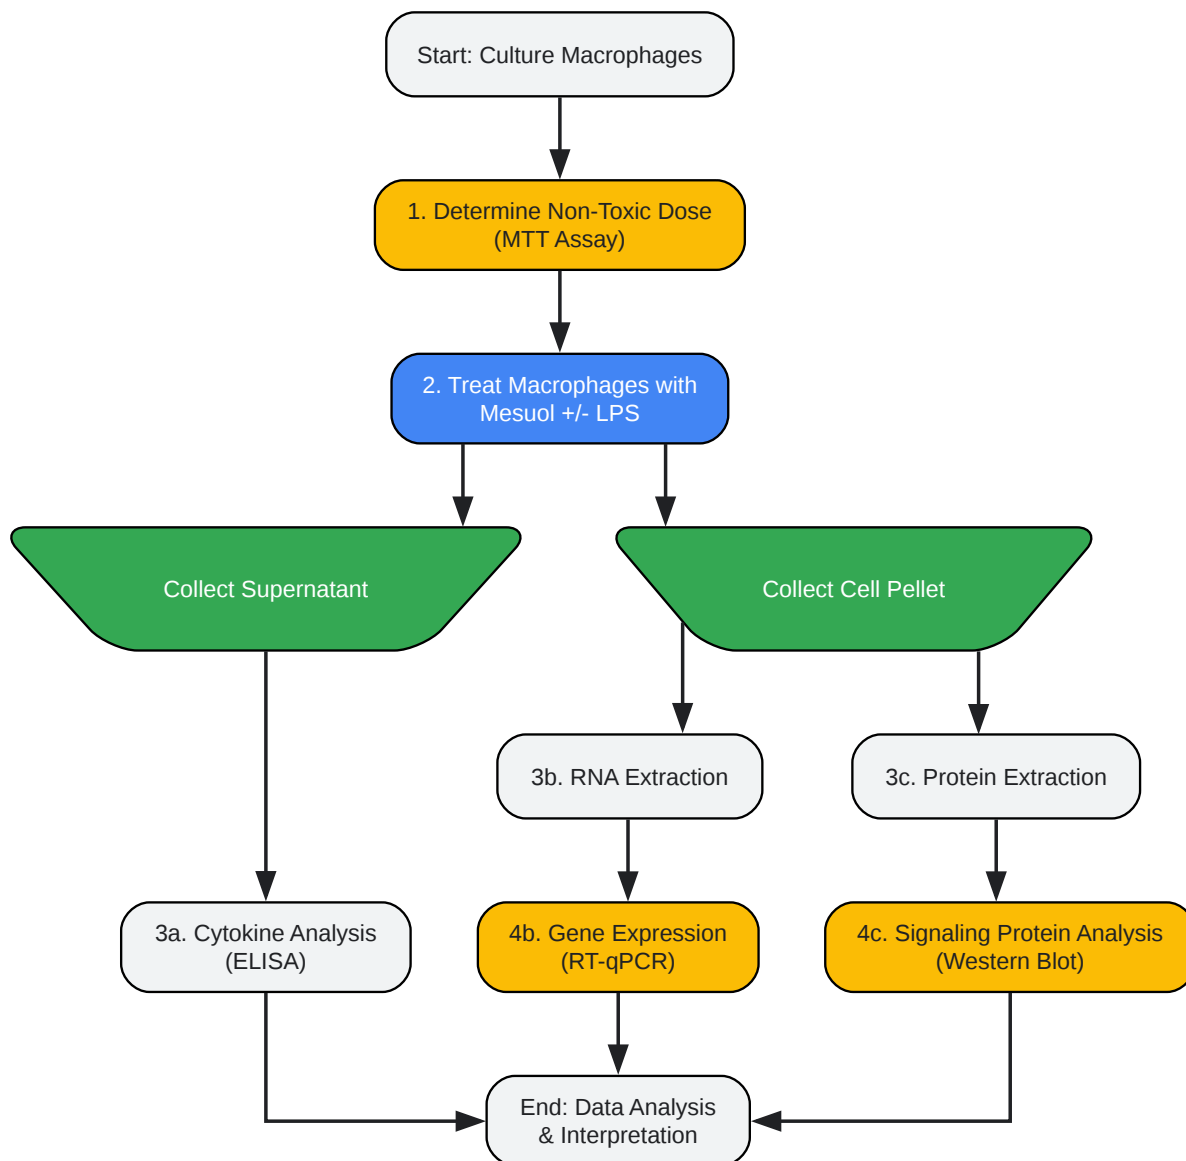 Start: Culture Macrophages
1. Determine Non-Toxic Dose
(MTT Assay)
2. Treat Macrophages with
Mesuol +/- LPS
Collect Supernatant
Collect Cell Pellet
3b. RNA Extraction
3c. Protein Extraction
3a. Cytokine Analysis
(ELISA)
4b. Gene Expression
(RT-qPCR)
4c. Signaling Protein Analysis
(Western Blot)
End: Data Analysis
& Interpretation